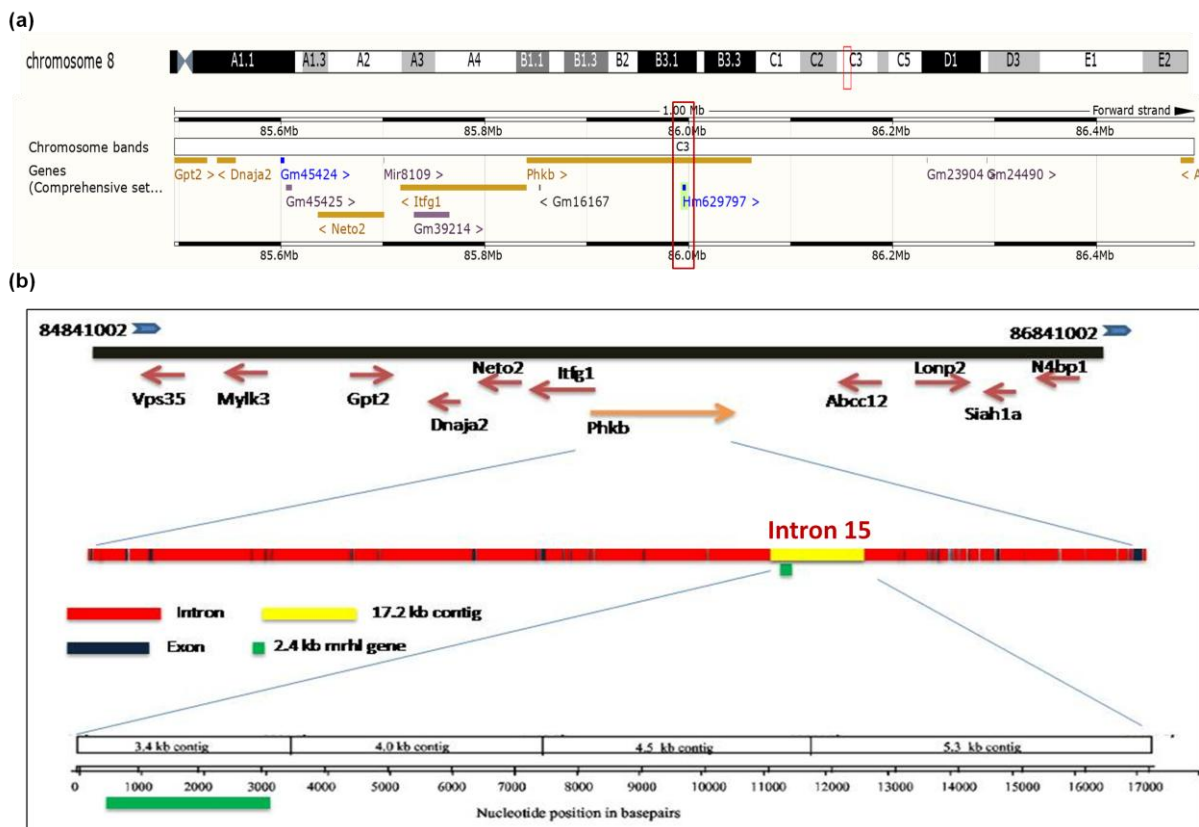 (a)
chromosome 8 A1.1 A1.3 A2 A3 A4 B1.1 B1.3 B2 B3.1 B3.3 C1 C2 C3 C5 D1 D3 E1 E2
1.00 Mb Forward strand
85.6Mb 85.8Mb 86.0Mb 86.2Mb 86.4Mb
Chromosome bands C3
Genes
(Comprehensive set...
Gpt2 > < Dnaja2 Gm45424 > Mir8109 > Phkb > Gm23904 Gm24490 > < A
Gm45425 > < Itfg1 < Gm16167 Hm629797 >
< Neto2 Gm39214 >
85.6Mb 85.8Mb 86.0Mb 86.2Mb 86.4Mb
(b)
84841002 86841002
Neto2 Itfg1 Lonp2 N4bp1
Vps35 Mylk3 Gpt2 Abcc12 Siah1a
Dnaja2 Phkb
Intron 15
Intron 17.2 kb contig
Exon 2.4 kb mrhl gene
3.4 kb contig 4.0 kb contig 4.5 kb contig 5.3 kb contig
0 1000 2000 3000 4000 5000 6000 7000 8000 9000 10000 11000 12000 13000 14000 15000 16000 17000
Nucleotide position in basepairs